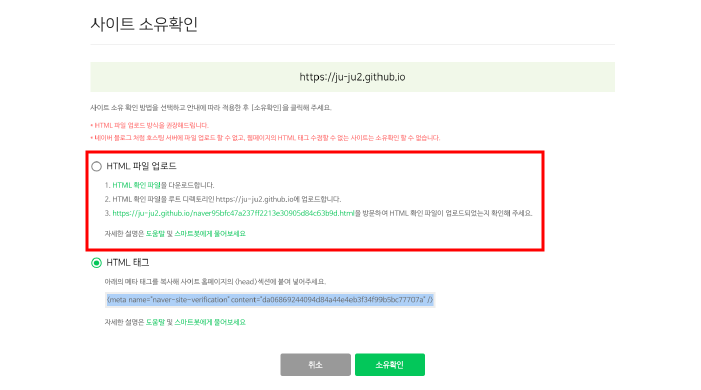 사이트 소유확인
https://ju-ju2.github.io
사이트 소유 확인 방법을 선택하고 안내에 따라 적용한 후 [소유확인]을 클릭해 주세요.
• HTML 파일 업로드 방식을 권장해드립니다.
• 네이버 블로그 처럼 호스팅 서버에 파일 업로드 할 수 없고, 웹페이지의 HTML 태그 수정할 수 없는 사이트는 소유확인 할 수 없습니다.
HTML 파일 업로드
1. HTML 확인 파일을 다운로드합니다.
2. HTML 확인 파일을 루트 디렉토리인 https://ju-ju2.github.io에 업로드합니다.
3. https://ju-ju2.github.io/naver95bfc47a237ff2213e30905d84c63b9d.html을 방문하여 HTML 확인 파일이 업로드되었는지 확인해 주세요.
자세한 설명은 도움말 및 스마트봇에게 물어보세요
HTML 태그
아래의 메타 태그를 복사해 사이트 홈페이지의 <head>섹션에 붙여 넣어주세요.
<meta name="naver-site-verification" content="da06869244094d84a44e4eb3f34f99b5bc77707a" />
자세한 설명은 도움말 및 스마트봇에게 물어보세요
취소
소유확인